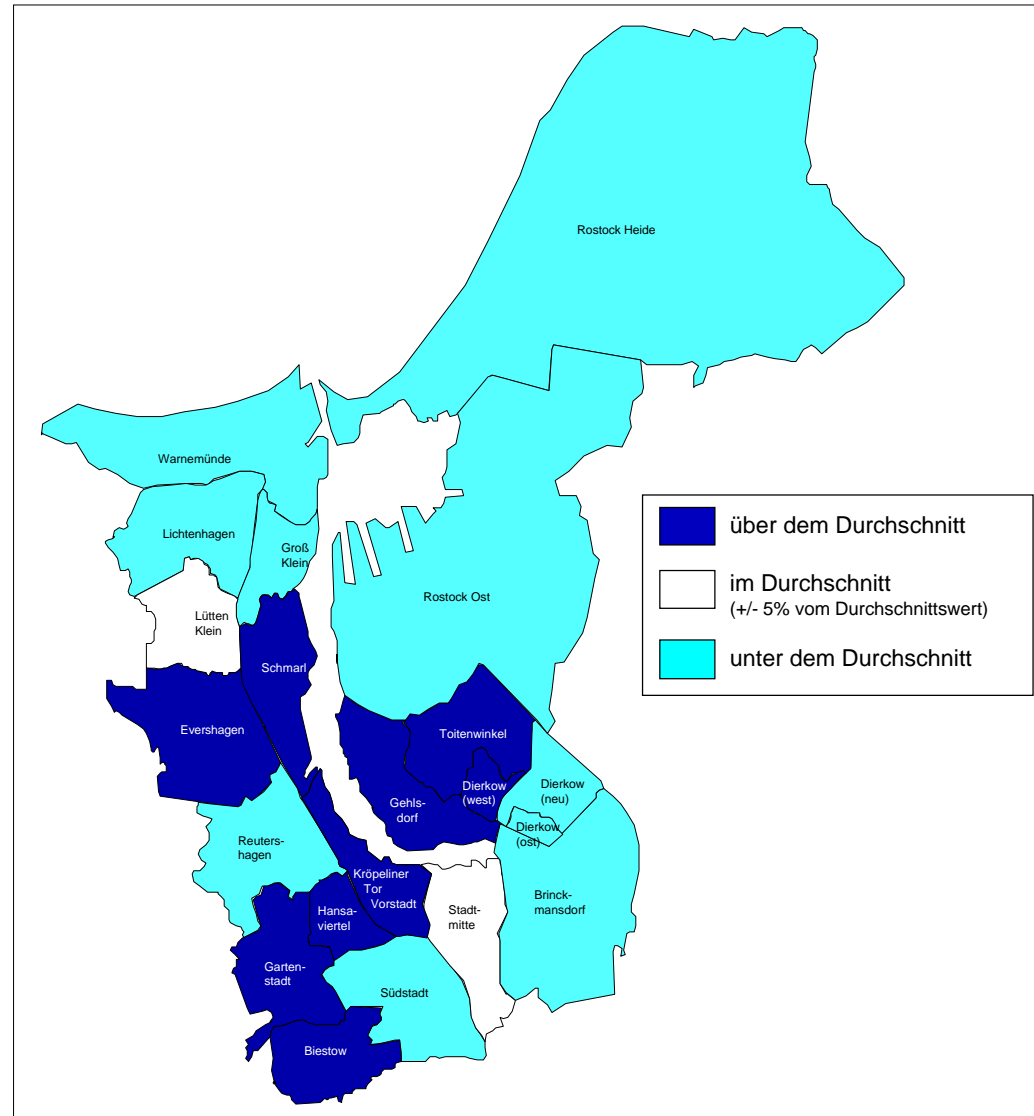 Rostock Heide
Warnemünde
Lichtenhagen
Groß
Klein
Rostock Ost
Lütten
Klein
Schmarl
Evershagen
Toitenwinkel
Dierkow
(west)
Dierkow
(neu)
Gehls-
dorf
Dierkow
(ost)
Reuters-
hagen
Kröpeliner
Tor
Vorstadt
Hansa-
viertel
Stadt-
mitte
Brinck-
mansdorf
Garten-
stadt
Südstadt
Biestow
über dem Durchschnitt
im Durchschnitt
(+/- 5% vom Durchschnittswert)
unter dem Durchschnitt